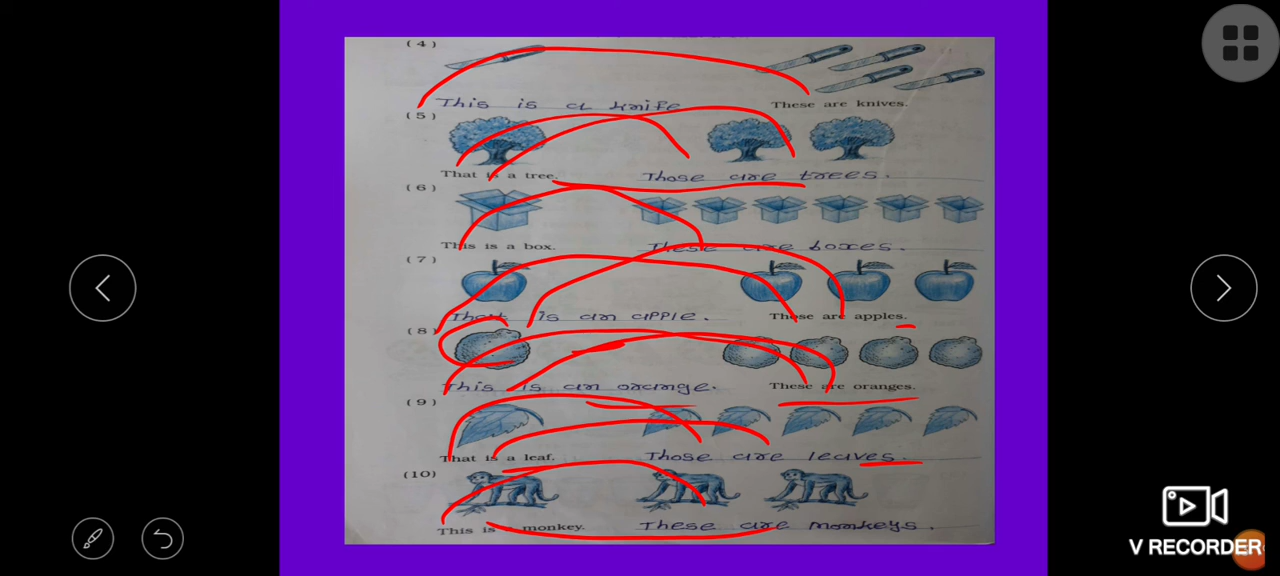 (4)
This is a knife
These are knives.
(5)
That is a tree.
Those are trees.
(6)
This is a box.
These are boxes.
(7)
That is an apple.
Those are apples.
(8)
This is an orange.
These are oranges.
(9)
That is a leaf.
Those are leaves.
(10)
This is a monkey.
These are monkeys.
V RECORDER